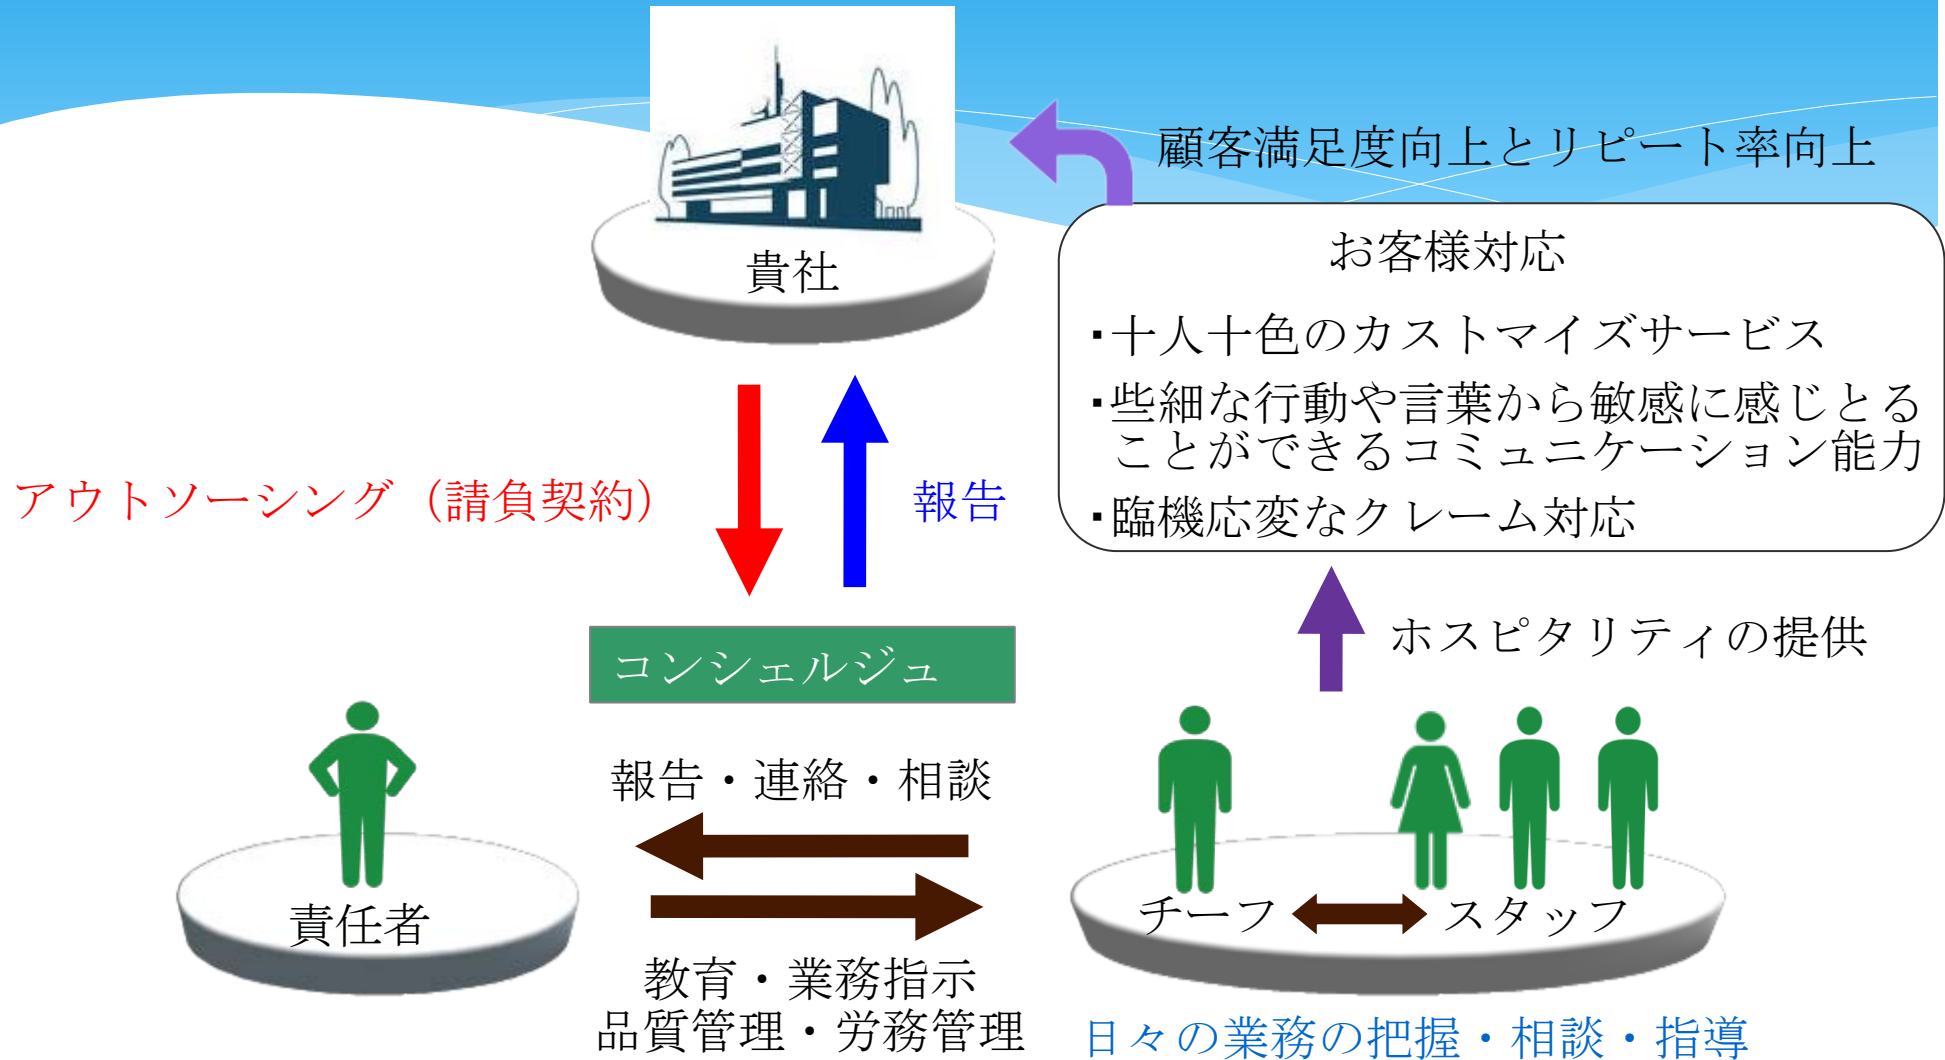 顧客満足度向上とリピート率向上
貴社
お客様対応
・十人十色のカストマイズサービス
・些細な行動や言葉から敏感に感じとる
ことができるコミュニケーション能力
・臨機応変なクレーム対応
アウトソーシング（請負契約）
報告
ホスピタリティの提供
コンシェルジュ
報告・連絡・相談
責任者
チーフ
スタッフ
教育・業務指示
品質管理・労務管理
日々の業務の把握・相談・指導